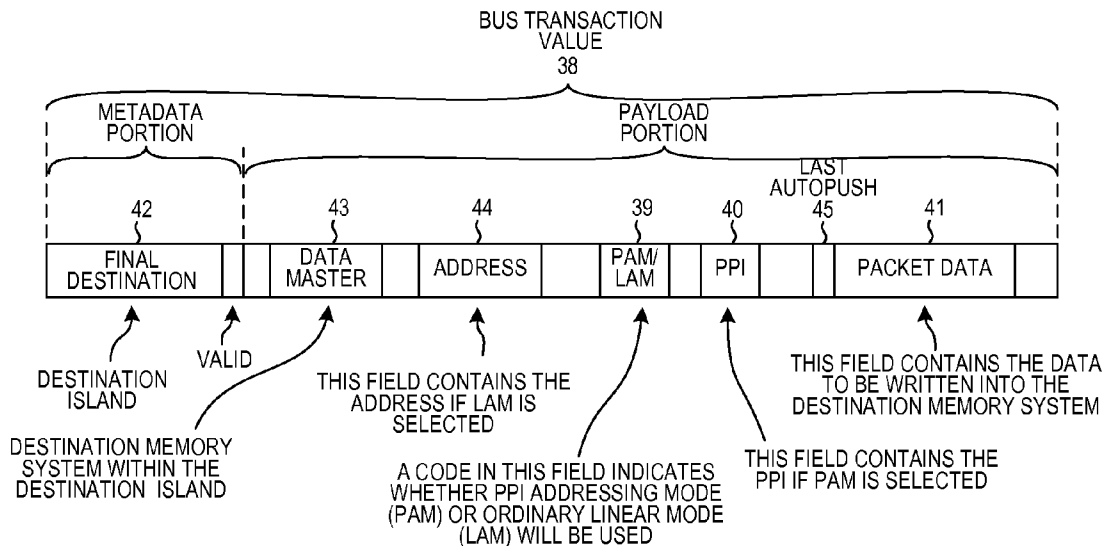 BUS TRANSACTION
VALUE
38
METADATA
PORTION
PAYLOAD
PORTION
LAST
AUTOPUSH
42
43
44
39
40
45
41
FINAL
DESTINATION
DATA
MASTER
ADDRESS
PAM/
LAM
PPI
PACKET DATA
DESTINATION
ISLAND
VALID
DESTINATION MEMORY
SYSTEM WITHIN THE
DESTINATION ISLAND
THIS FIELD CONTAINS THE
ADDRESS IF LAM IS
SELECTED
A CODE IN THIS FIELD INDICATES
WHETHER PPI ADDRESSING MODE
(PAM) OR ORDINARY LINEAR MODE
(LAM) WILL BE USED
THIS FIELD CONTAINS THE
PPI IF PAM IS SELECTED
THIS FIELD CONTAINS THE DATA
TO BE WRITTEN INTO THE
DESTINATION MEMORY SYSTEM